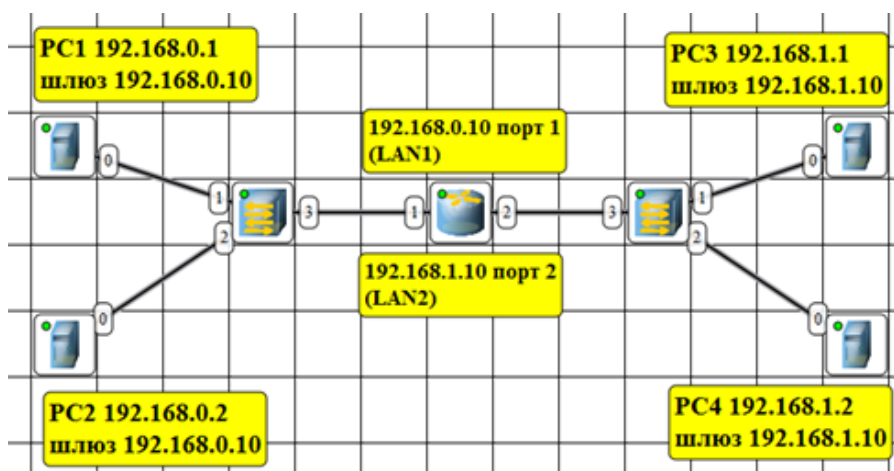 PC1 192.168.0.1
шлюз 192.168.0.10
PC3 192.168.1.1
шлюз 192.168.1.10
192.168.0.10 порт 1
(LAN1)
0
0
1
3
1
2
3
1
2
2
192.168.1.10 порт 2
(LAN2)
0
0
PC2 192.168.0.2
шлюз 192.168.0.10
PC4 192.168.1.2
шлюз 192.168.1.10